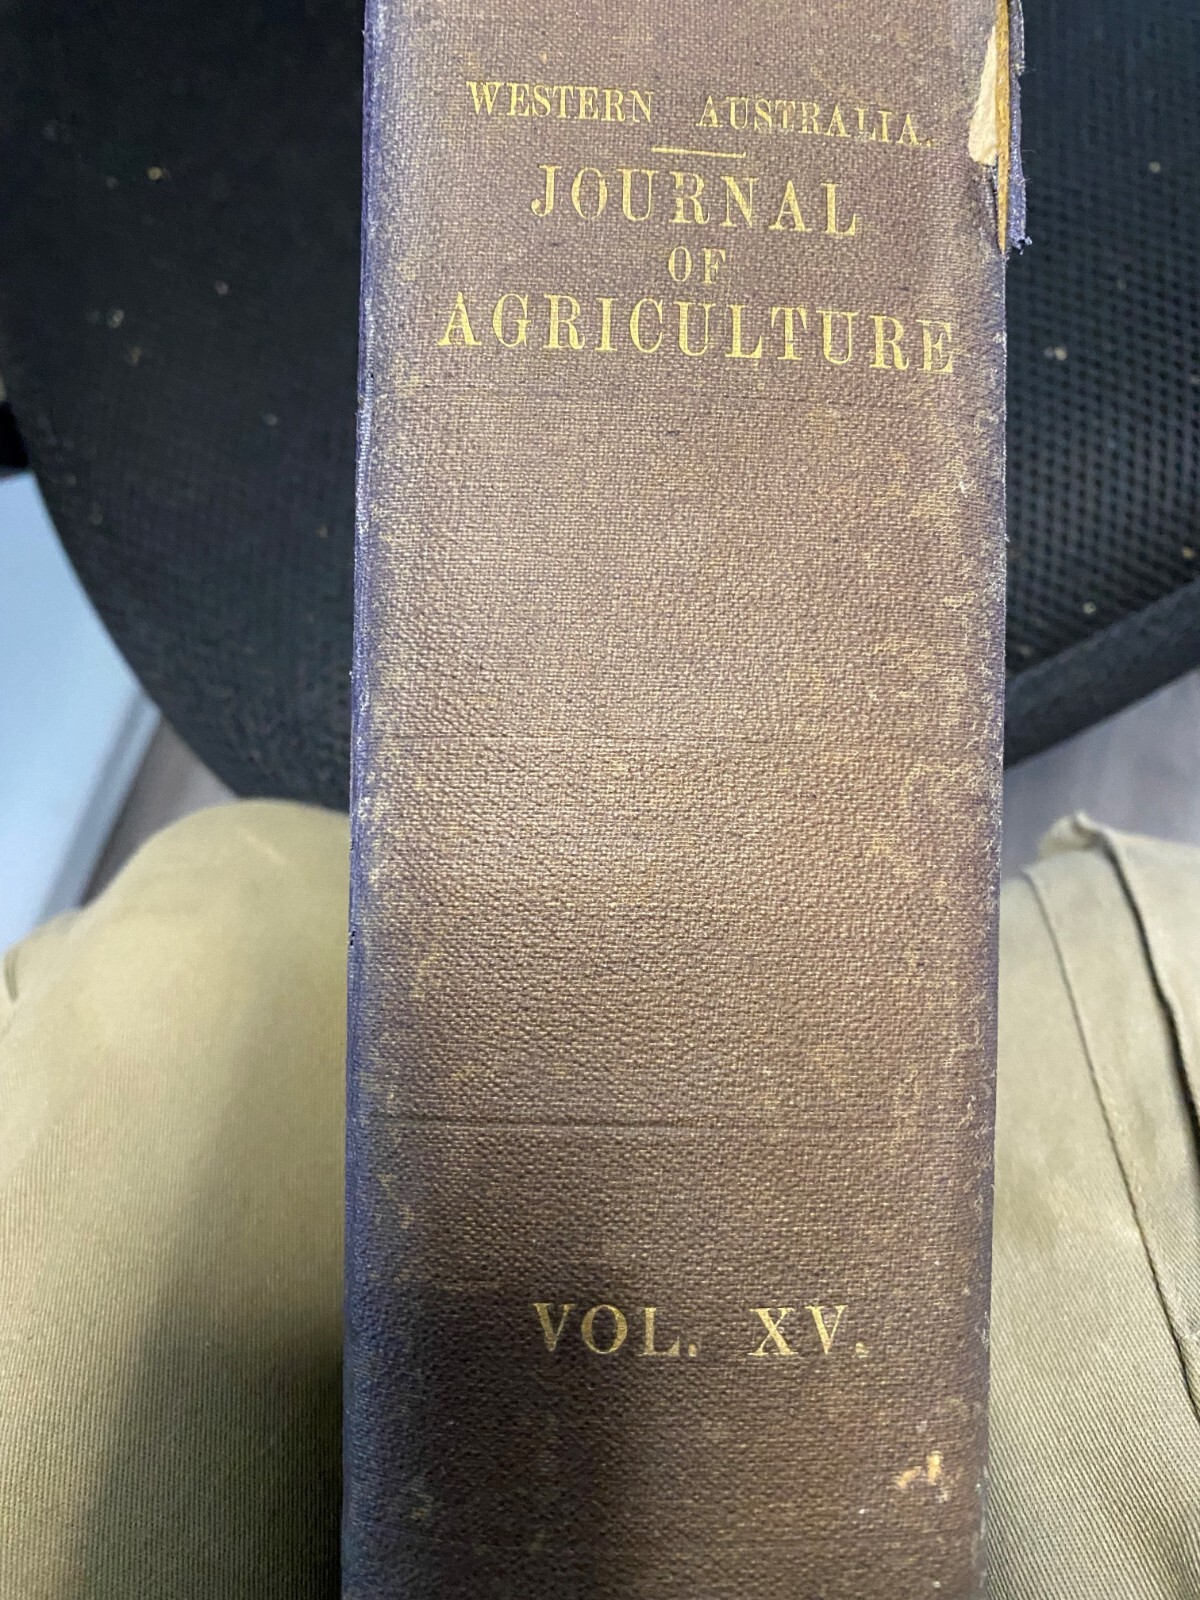 WESTERN AUSTRALIA.
JOURNAL
OF
AGRICULTURE
VOL. XV.